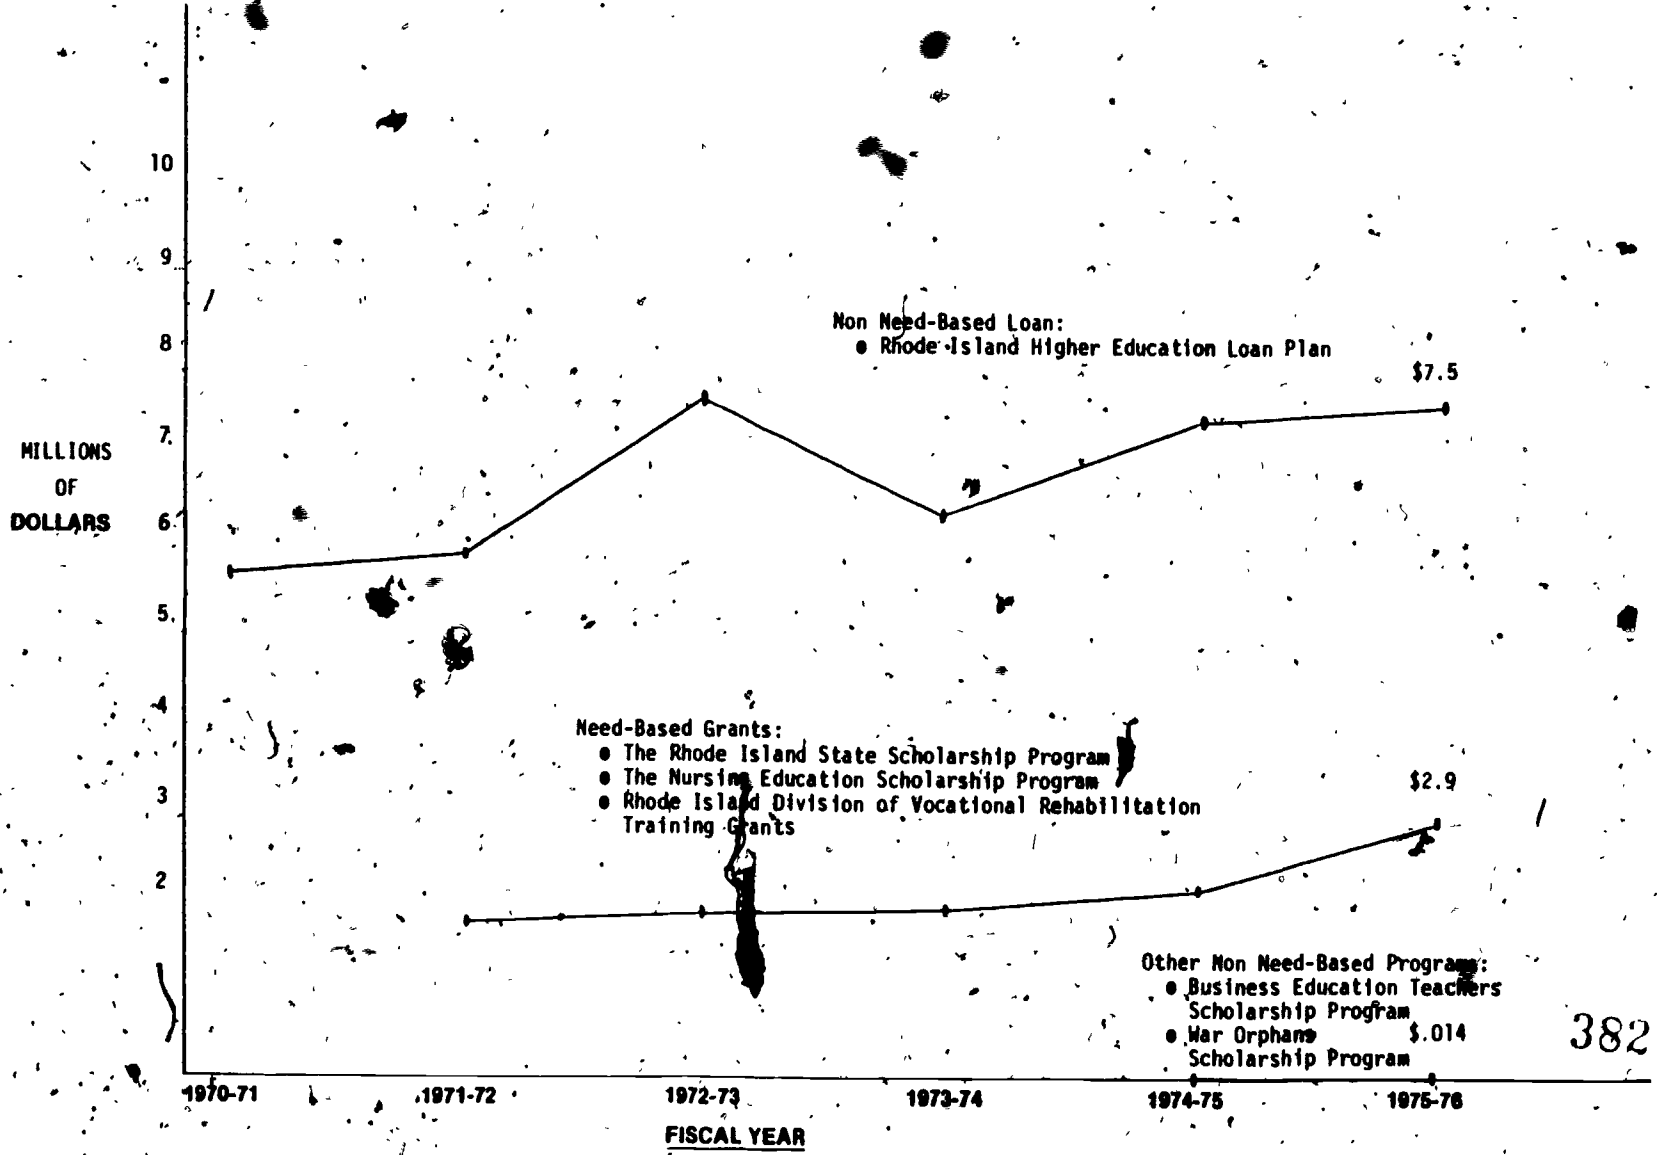 10
9
Non Need-Based Loan:
8
● Rhode Island Higher Education Loan Plan
$7.5
7
MILLIONS
OF
DOLLARS
6
5
4
Need-Based Grants:
● The Rhode Island State Scholarship Program
● The Nursing Education Scholarship Program
3
$2.9
● Rhode Island Division of Vocational Rehabilitation
Training Grants
2
Other Non Need-Based Programs:
● Business Education Teachers
Scholarship Program
● War Orphans $.014
Scholarship Program
382
1970-71 1971-72 1972-73 1973-74 1974-75 1975-76
FISCAL YEAR